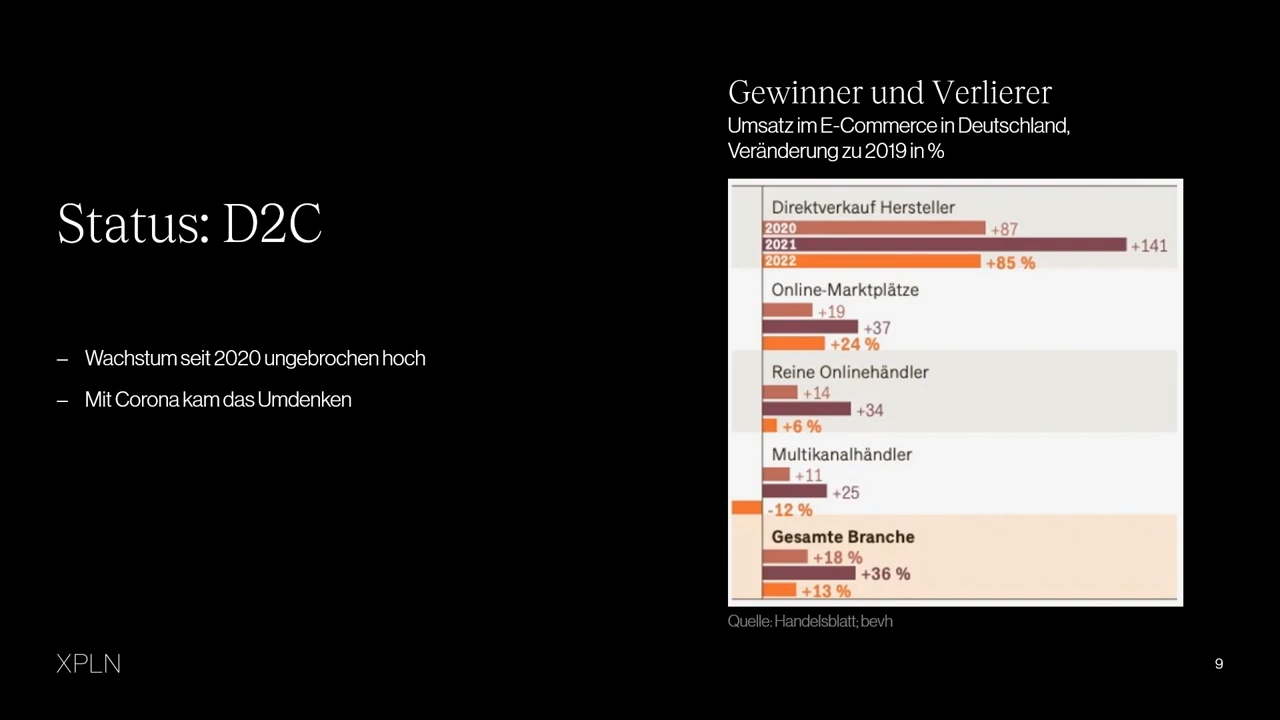 Status: D2C
– Wachstum seit 2020 ungebrochen hoch
– Mit Corona kam das Umdenken
Gewinner und Verlierer
Umsatz im E-Commerce in Deutschland,
Veränderung zu 2019 in %
Direktverkauf Hersteller
2020 +87
2021 +141
2022 +85 %
Online-Marktplätze
+19
+37
+24 %
Reine Onlinehändler
+14
+34
+6 %
Multikanalhändler
+11
+25
-12 %
Gesamte Branche
+18 %
+36 %
+13 %
Quelle: Handelsblatt; bevh
XPLN
9